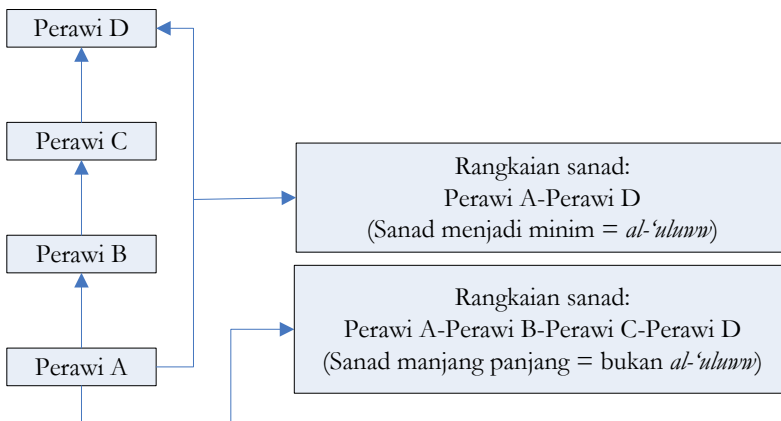 Perawi D
Perawi C
Perawi B
Perawi A
Rangkaian sanad:
Perawi A-Perawi D
(Sanad menjadi minim = al-‘uluww)
Rangkaian sanad:
Perawi A-Perawi B-Perawi C-Perawi D
(Sanad manjang panjang = bukan al-‘uluww)